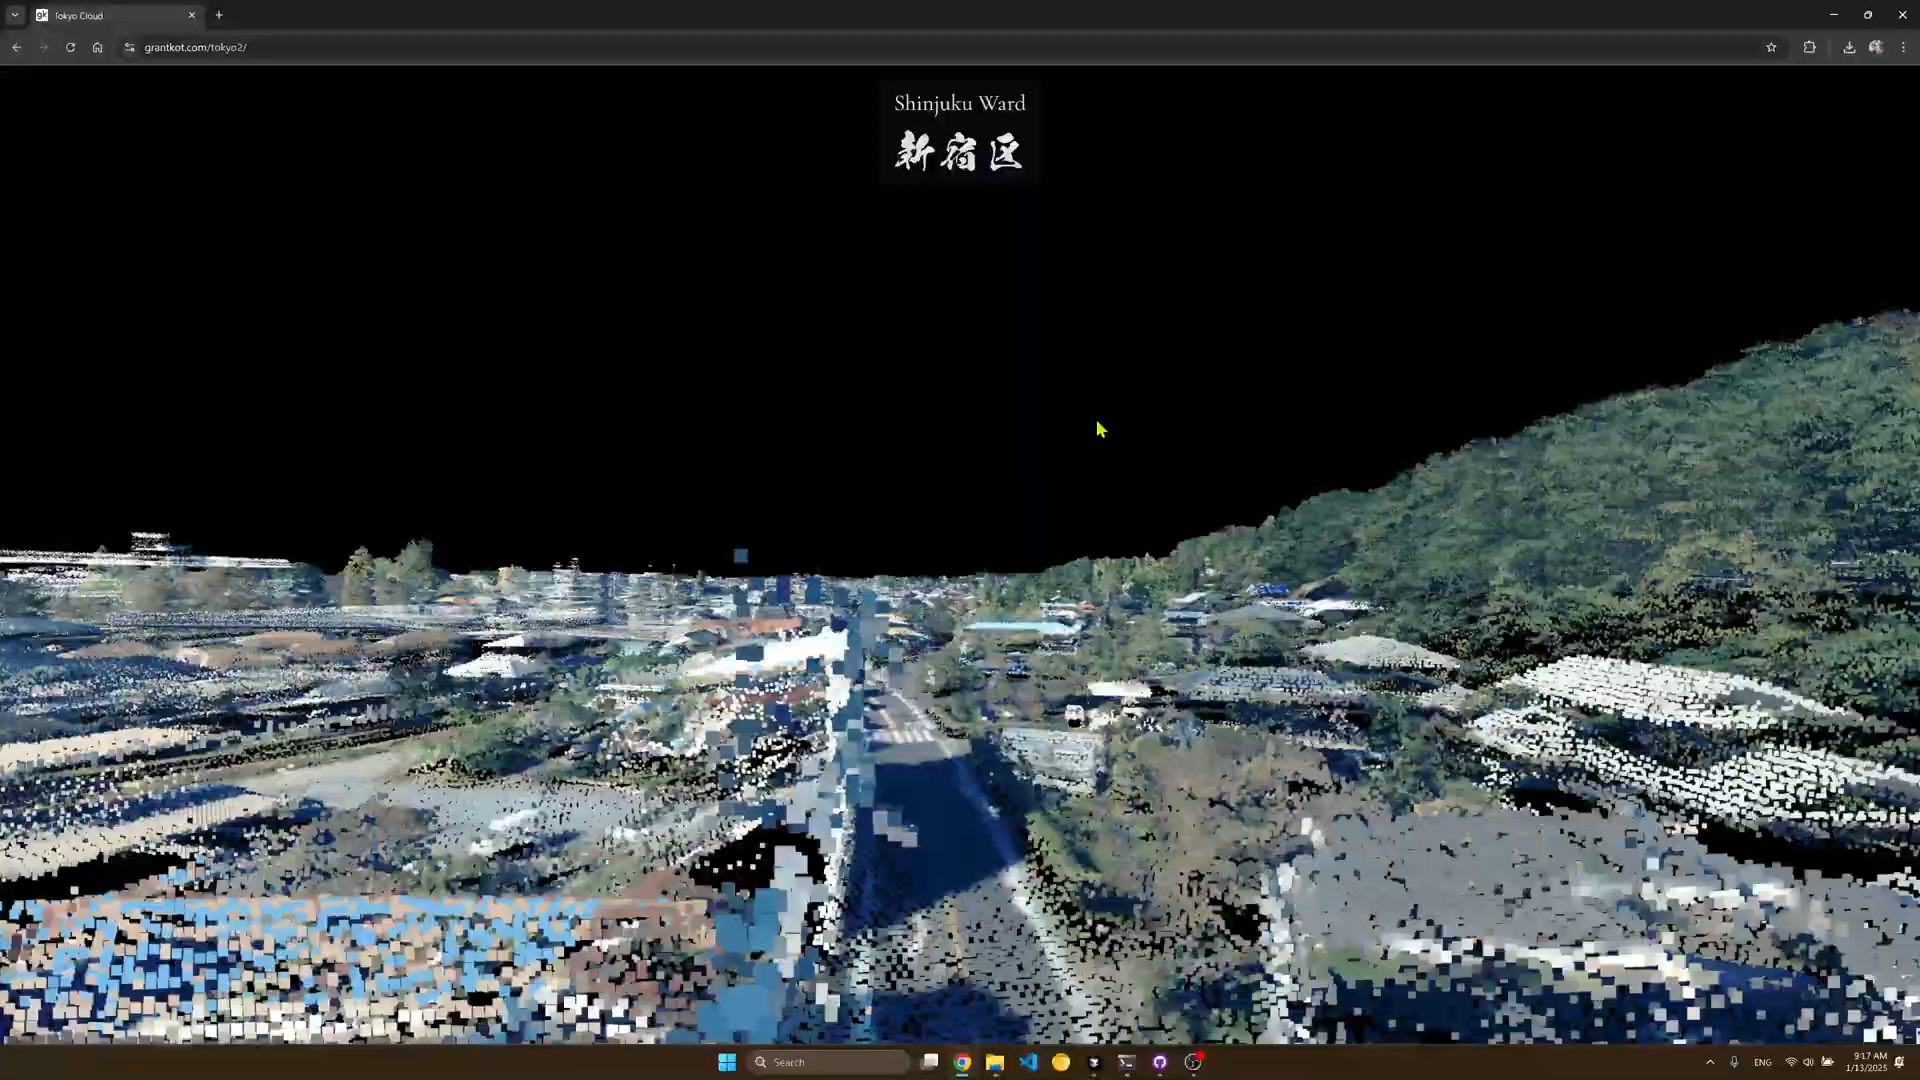 Tokyo Cloud
grantkot.com/tokyo2/
Shinjuku Ward
新宿区
Search
ENG
9:17 AM
1/13/2025